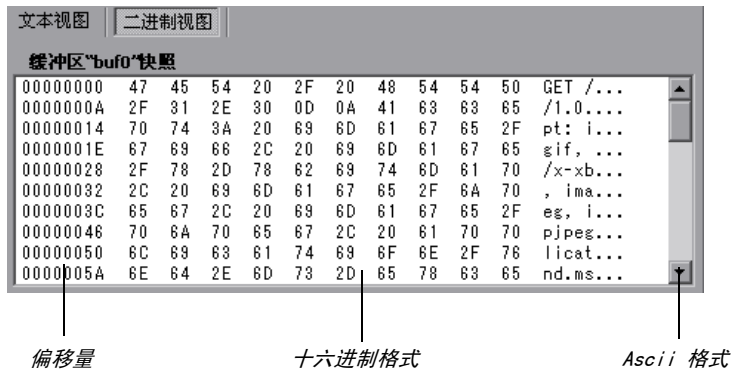 文本视图 二进制视图
缓冲区"buf0"快照
00000000 47 45 54 20 2F 20 48 54 54 50 GET /...
0000000A 2F 31 2E 30 0D 0A 41 63 63 65 /1.0....
00000014 70 74 3A 20 69 6D 61 67 65 2F pt: i...
0000001E 67 69 66 2C 20 69 6D 61 67 65 gif, ...
00000028 2F 78 2D 78 62 69 74 6D 61 70 /x-xb...
00000032 2C 20 69 6D 61 67 65 2F 6A 70 , ima...
0000003C 65 67 2C 20 69 6D 61 67 65 2F eg, i...
00000046 70 6A 70 65 67 2C 20 61 70 70 pjpeg...
00000050 6C 69 63 61 74 69 6F 6E 2F 76 licat...
0000005A 6E 64 2E 6D 73 2D 65 78 63 65 nd.ms...
偏移量 十六进制格式 Ascii 格式